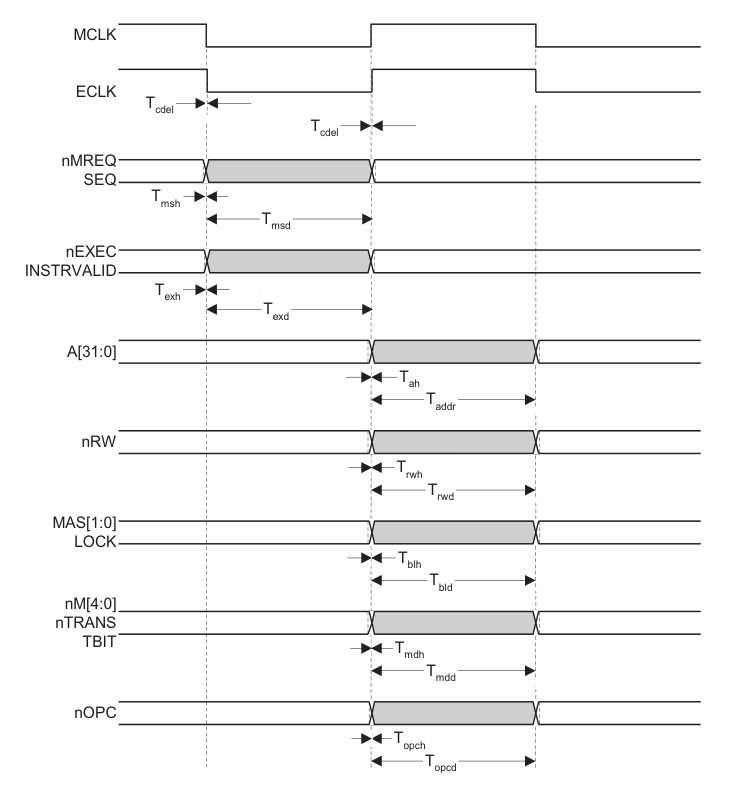 MCLK
ECLK
Tcdel
Tcdel
nMREQ
SEQ
Tmsh
Tmsd
nEXEC
INSTRVALID
Texh
Texd
A[31:0]
Tah
Taddr
nRW
Trwh
Trwd
MAS[1:0]
LOCK
Tblh
Tbld
nM[4:0]
nTRANS
TBIT
Tmdh
Tmdd
nOPC
Topch
Topcd